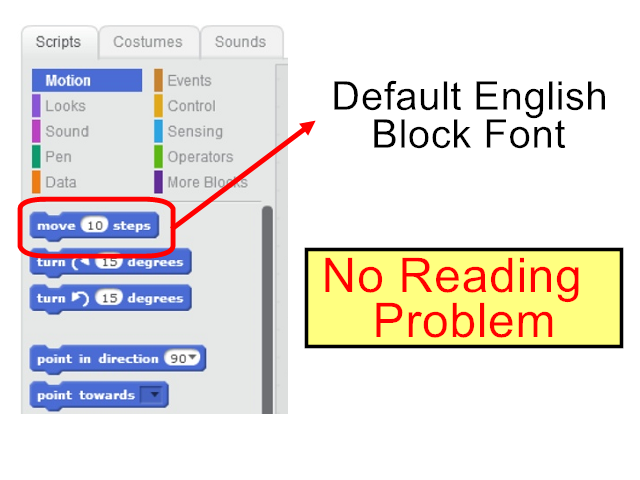 Scripts Costumes Sounds
Motion Events
Looks Control
Sound Sensing
Pen Operators
Data More Blocks
move 10 steps
turn 15 degrees
turn 15 degrees
point in direction 90
point towards
Default English
Block Font
No Reading
Problem